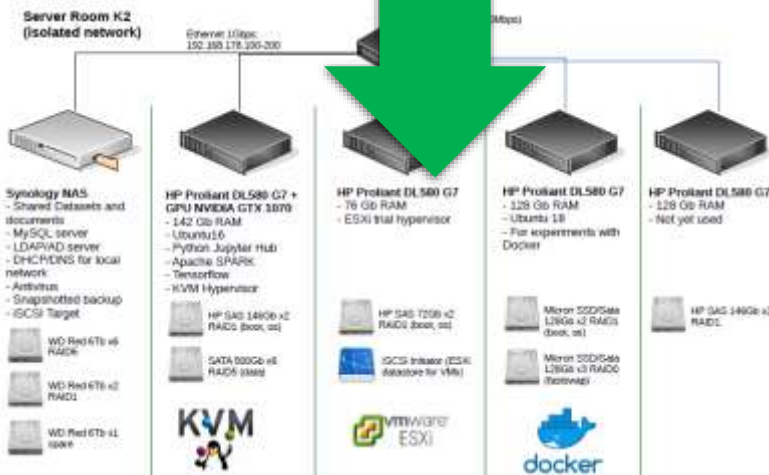 Server Room K2
(isolated network)
Ethernet 1Gbps
192.168.178.100-200
Synology NAS
- Shared Datasets and
documents
- MySQL server
- LDAP/AD server
- DHCP/DNS for local
network
- Antivirus
- Snapshotted backup
- iSCSI Target
WD Red 6Tb x6
RAID6
WD Red 6Tb x2
RAID1
WD Red 6Tb x1
spare
HP Proliant DL580 G7 +
GPU NVIDIA GTX 1070
- 142 Gb RAM
- Ubuntu16
- Python Jupyter Hub
- Apache SPARK
- Tensorflow
- KVM Hypervisor
HP SAS 146Gb x2
RAID1 (boot, os)
SATA 500Gb x6
RAID5 (data)
KVM
HP Proliant DL580 G7
- 76 Gb RAM
- ESXi trial hypervisor
HP SAS 72Gb x2
RAID1 (boot, os)
iSCSI Initiator (ESXi
datastore for VMs)
vmware
ESXi
HP Proliant DL580 G7
- 128 Gb RAM
- Ubuntu 18
- For experiments with
Docker
Micron SSD/Sata
128Gb x2 RAID1
(boot, os)
Micron SSD/Sata
128Gb x3 RAID0
docker
HP Proliant DL580 G7
- 128 Gb RAM
- Not yet used
HP SAS 146Gb
RAID1